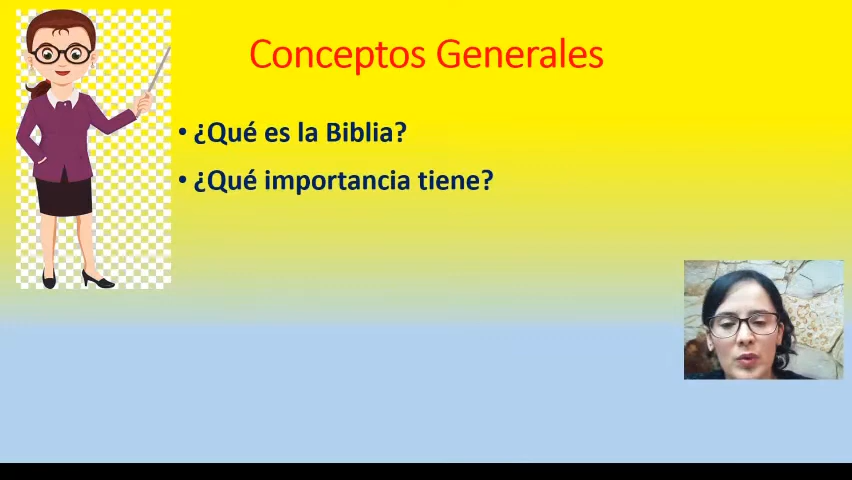 Conceptos Generales
• ¿Qué es la Biblia?
• ¿Qué importancia tiene?